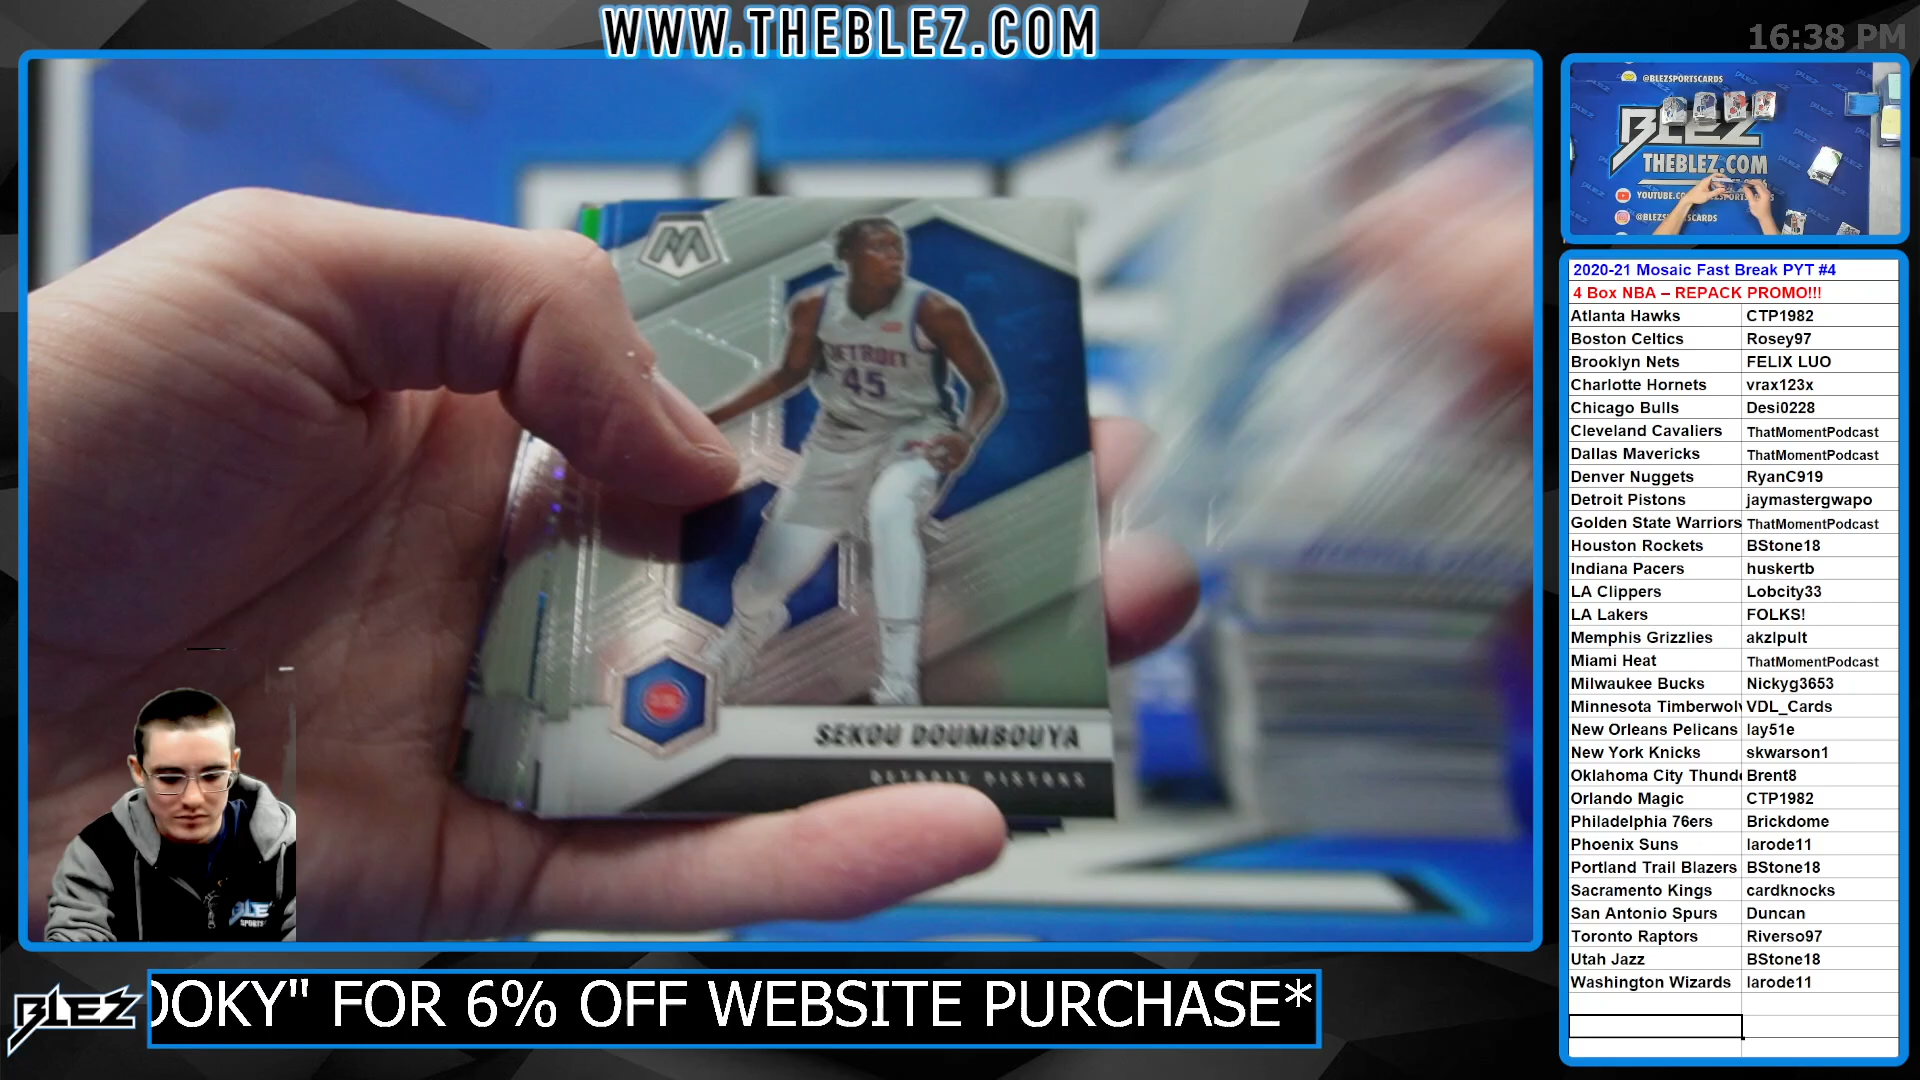 WWW.THEBLEZ.COM
16:38 PM
DETROIT
45
SEKOU DOUMBOUYA
DETROIT PISTONS
@BLEZSPORTSCARDS
BLEZ
THEBLEZ.COM
2020-21 Mosaic Fast Break PYT #4
4 Box NBA – REPACK PROMO!!!
Atlanta Hawks CTP1982
Boston Celtics Rosey97
Brooklyn Nets FELIX LUO
Charlotte Hornets vrax123x
Chicago Bulls Desi0228
Cleveland Cavaliers ThatMomentPodcast
Dallas Mavericks ThatMomentPodcast
Denver Nuggets RyanC919
Detroit Pistons jaymastergwapo
Golden State Warriors ThatMomentPodcast
Houston Rockets BStone18
Indiana Pacers huskertb
LA Clippers Lobcity33
LA Lakers FOLKS!
Memphis Grizzlies akzlpult
Miami Heat ThatMomentPodcast
Milwaukee Bucks Nickyg3653
Minnesota Timberwolv VDL_Cards
New Orleans Pelicans lay51e
New York Knicks skwarson1
Oklahoma City Thunde Brent8
Orlando Magic CTP1982
Philadelphia 76ers Brickdome
Phoenix Suns larode11
Portland Trail Blazers BStone18
Sacramento Kings cardknocks
San Antonio Spurs Duncan
Toronto Raptors Riverso97
Utah Jazz BStone18
Washington Wizards larode11
BLEZ
OOKY" FOR 6% OFF WEBSITE PURCHASE*